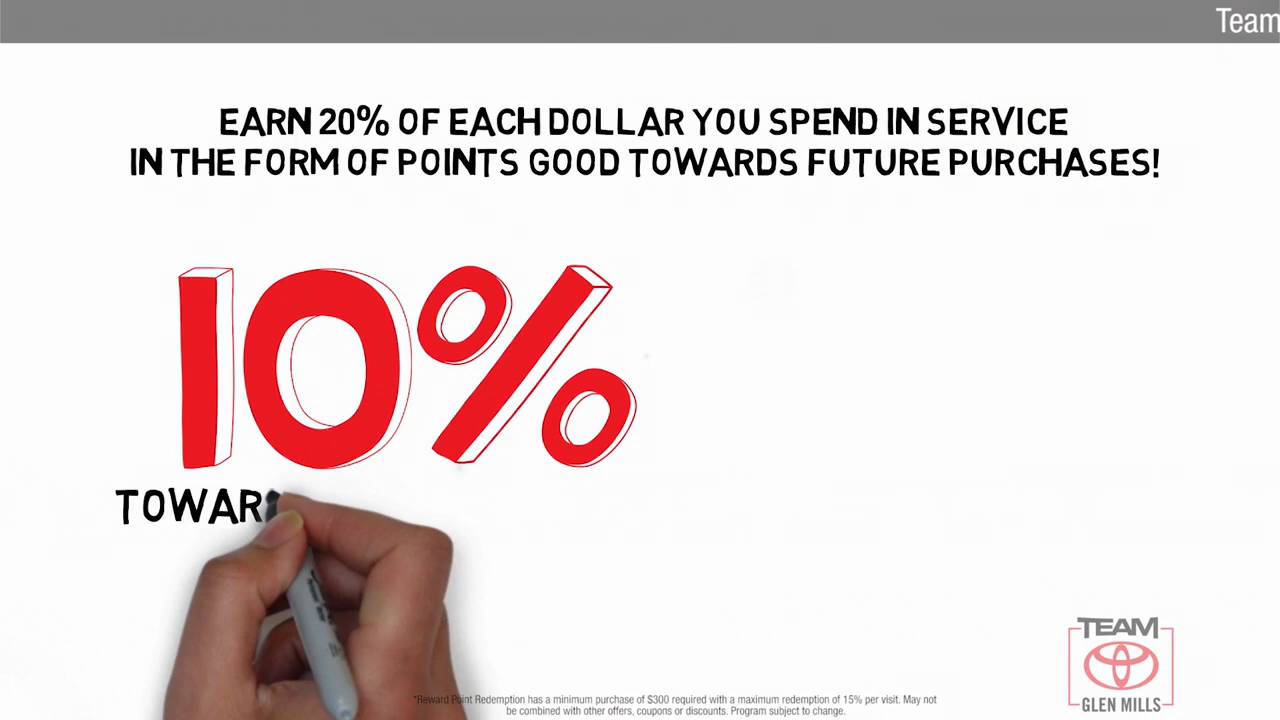 Team
EARN 20% OF EACH DOLLAR YOU SPEND IN SERVICE
IN THE FORM OF POINTS GOOD TOWARDS FUTURE PURCHASES!
10%
TOWAR
TEAM
GLEN MILLS
*Reward Point Redemption has a minimum purchase of $300 required with a maximum redemption of 15% per visit. May not
be combined with other offers, coupons or discounts. Program subject to change.